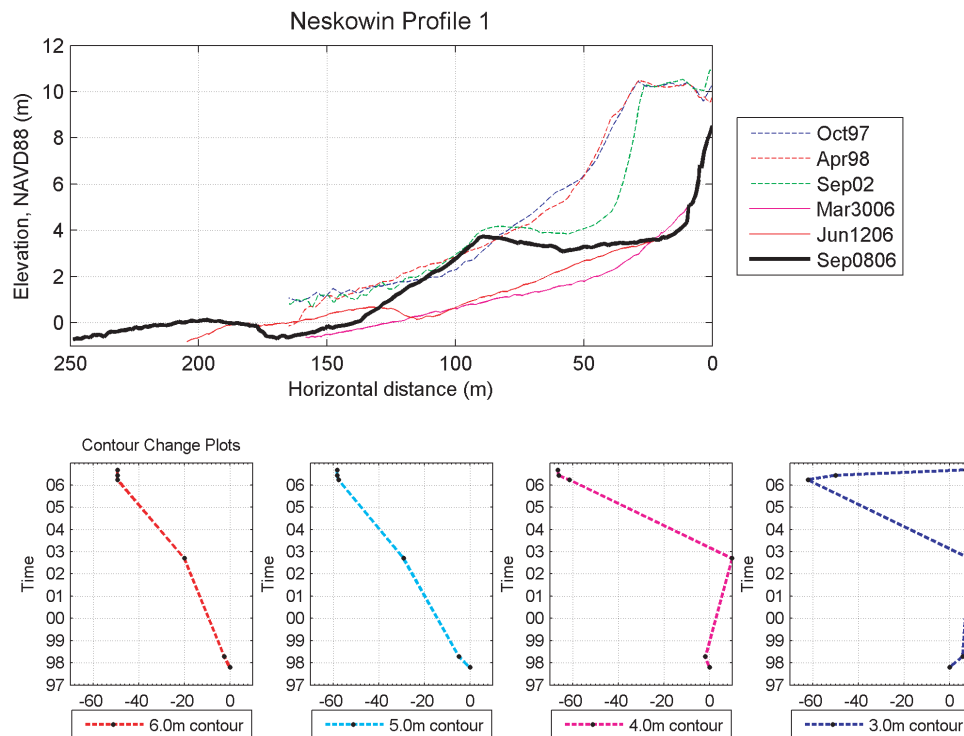 Neskowin Profile 1
Elevation, NAVD88 (m)
12
10
8
6
4
2
0
250 200 150 100 50 0
Horizontal distance (m)
Oct97
Apr98
Sep02
Mar3006
Jun1206
Sep0806
Contour Change Plots
Time
06
05
04
03
02
01
00
99
98
97
-60 -40 -20 0
6.0m contour
Time
06
05
04
03
02
01
00
99
98
97
-60 -40 -20 0
5.0m contour
Time
06
05
04
03
02
01
00
99
98
97
-60 -40 -20 0
4.0m contour
Time
06
05
04
03
02
01
00
99
98
97
-60 -40 -20 0
3.0m contour